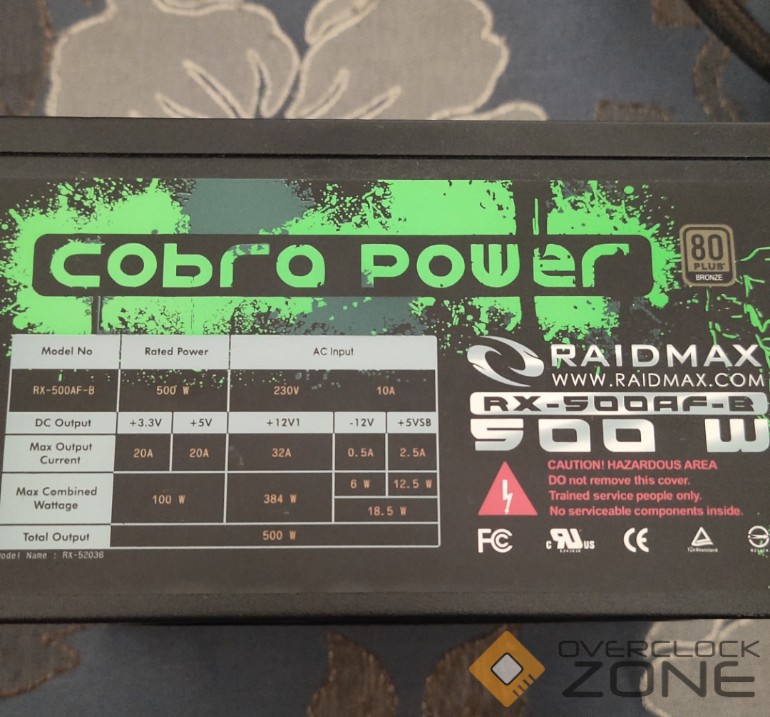 cobra power
80
PLUS
BRONZE
Model No Rated Power AC Input
RX-500AF-B 500 W 230V 10A
DC Output +3.3V +5V +12V1 -12V +5VSB
Max Output Current 20A 20A 32A 0.5A 2.5A
Max Combined Wattage 100 W 384 W 6 W 12.5 W
18.5 W
Total Output 500 W
Model Name : RX-5203B
RAIDMAX
WWW.RAIDMAX.COM
RX-500AF-B
500 W
CAUTION! HAZARDOUS AREA
DO not remove this cover.
Trained service people only.
No serviceable components inside.
FC c RU us CE TÜVRheinland
OVERCLOCK
ZONE